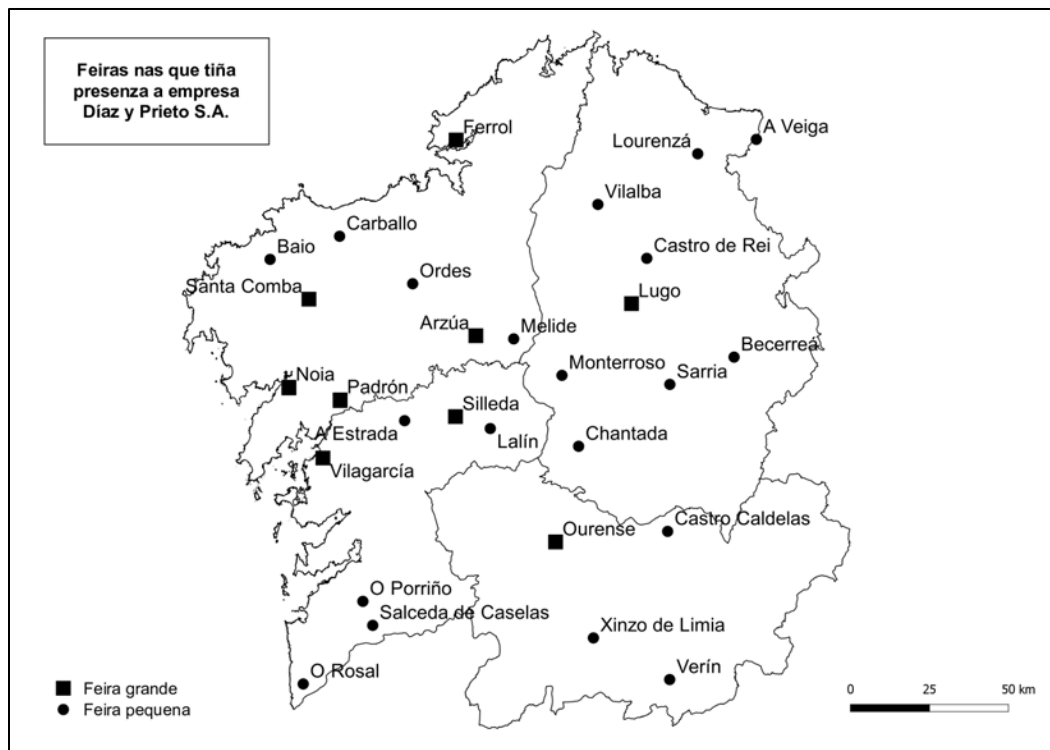 Feiras nas que tiña
presenza a empresa
Díaz y Prieto S.A.
Ferrol
A Veiga
Lourenzá
Vilalba
Carballo
Baio
Castro de Rei
Ordes
Santa Comba
Lugo
Arzúa
Melide
Becerreá
Monterroso
Sarria
Noia
Padrón
Silleda
A Estrada
Lalín
Chantada
Vilagarcía
Castro Caldelas
Ourense
O Porriño
Salceda de Caselas
Xinzo de Limia
O Rosal
Verín
Feira grande
Feira pequena
0 25 50 km